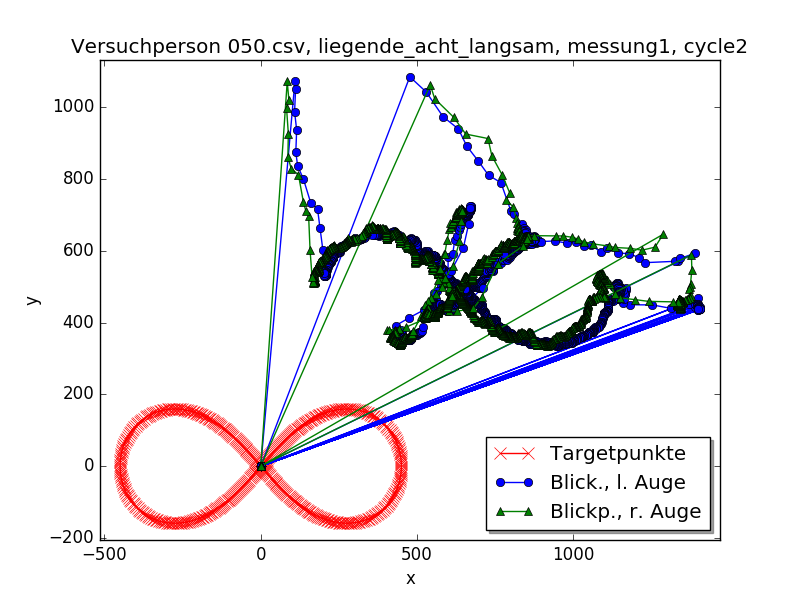 Versuchperson 050.csv, liegende_acht_langsam, messung1, cycle2
1000
800
600
400
200
0
−200
y
−500
0
500
1000
x
Targetpunkte
Blick., l. Auge
Blickp., r. Auge